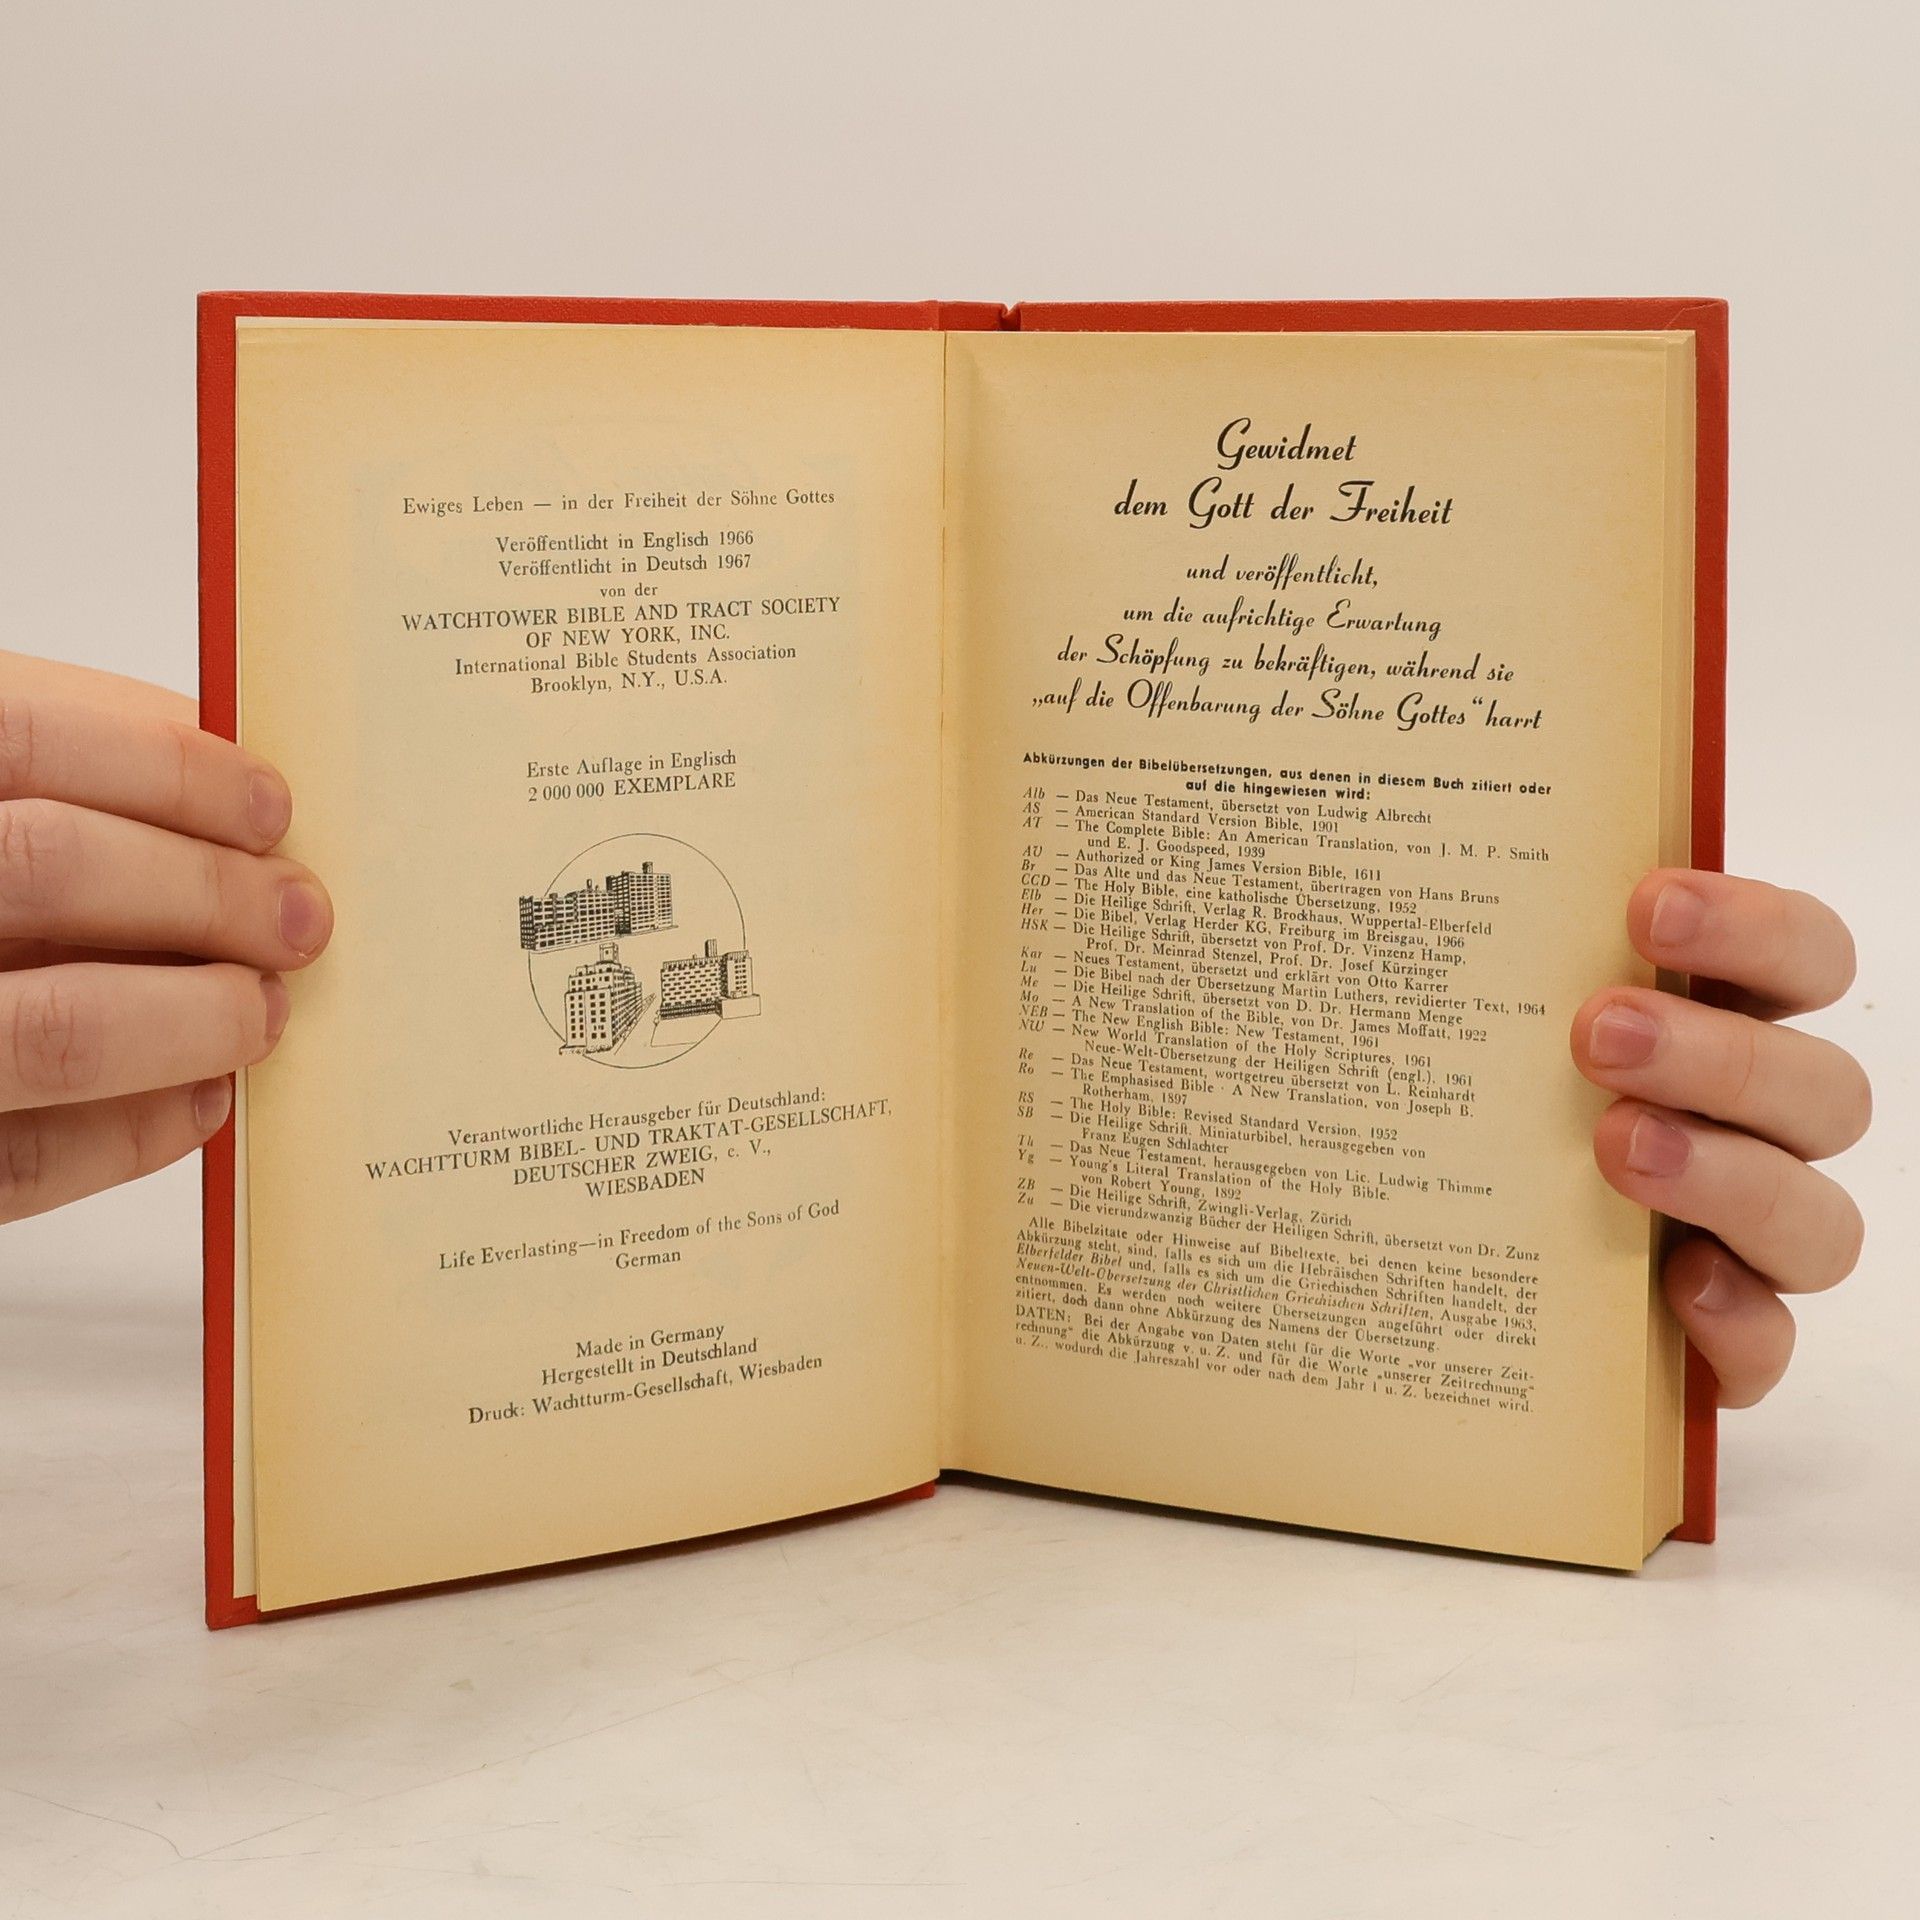 Ewiges Leben — in der Freiheit der Söhne Gottes
Veröffentlicht in Englisch 1966
Veröffentlicht in Deutsch 1967
von der
WATCHTOWER BIBLE AND TRACT SOCIETY
OF NEW YORK, INC.
International Bible Students Association
Brooklyn, N.Y., U.S.A.
Erste Auflage in Englisch
2 000 000 EXEMPLARE
Verantwortliche Herausgeber für Deutschland:
WACHTTURM BIBEL- UND TRAKTAT-GESELLSCHAFT,
DEUTSCHER ZWEIG, e. V.,
WIESBADEN
Life Everlasting—in Freedom of the Sons of God
German
Made in Germany
Hergestellt in Deutschland
Druck: Wachtturm-Gesellschaft, Wiesbaden
Gewidmet
dem Gott der Freiheit
und veröffentlicht,
um die aufrichtige Erwartung
der Schöpfung zu bekräftigen, während sie
„auf die Offenbarung der Söhne Gottes“ harrt
Abkürzungen der Bibelübersetzungen, aus denen in diesem Buch zitiert oder
auf die hingewiesen wird:
Alb — Das Neue Testament, übersetzt von Ludwig Albrecht
AS — American Standard Version Bible, 1901
AT — The Complete Bible: An American Translation, von J. M. P. Smith
und E. J. Goodspeed, 1939
AV — Authorized or King James Version Bible, 1611
Br — Das Alte und das Neue Testament, übertragen von Hans Bruns
CCD — The Holy Bible, eine katholische Übersetzung, 1952
Elb — Die Heilige Schrift, Verlag R. Brockhaus, Wuppertal-Elberfeld
Her — Die Bibel, Verlag Herder KG, Freiburg im Breisgau, 1966
HSK — Die Heilige Schrift, übersetzt von Prof. Dr. Vinzenz Hamp,
Prof. Dr. Meinrad Stenzel, Prof. Dr. Josef Kürzinger
Kar — Neues Testament, übersetzt und erklärt von Otto Karrer
Lu — Die Bibel nach der Übersetzung Martin Luthers, revidierter Text, 1964
Me — Die Heilige Schrift, übersetzt von D. Dr. Hermann Menge
Mo — A New Translation of the Bible, von Dr. James Moffatt, 1922
NEB — The New English Bible: New Testament, 1961
NW — New World Translation of the Holy Scriptures, 1961
Neue-Welt-Übersetzung der Heiligen Schrift (engl.), 1961
Re — Das Neue Testament, wortgetreu übersetzt von L. Reinhardt
Ro — The Emphasised Bible · A New Translation, von Joseph B.
Rotherham, 1897
RS — The Holy Bible: Revised Standard Version, 1952
SB — Die Heilige Schrift, Miniaturbibel, herausgegeben von
Franz Eugen Schlachter
Th — Das Neue Testament, herausgegeben von Lic. Ludwig Thimme
Yg — Young's Literal Translation of the Holy Bible,
von Robert Young, 1892
ZB — Die Heilige Schrift, Zwingli-Verlag, Zürich
Zu — Die vierundzwanzig Bücher der Heiligen Schrift, übersetzt von Dr. Zunz
Alle Bibelzitate oder Hinweise auf Bibeltexte, bei denen keine besondere
Abkürzung steht, sind, falls es sich um die Hebräischen Schriften handelt, der
Elberfelder Bibel und, falls es sich um die Griechischen Schriften handelt, der
Neuen-Welt-Übersetzung der Christlichen Griechischen Schriften, Ausgabe 1963,
entnommen. Es werden noch weitere Übersetzungen angeführt oder direkt
zitiert, doch dann ohne Abkürzung des Namens der Übersetzung.
DATEN: Bei der Angabe von Daten steht für die Worte „vor unserer Zeit-
rechnung“ die Abkürzung v. u. Z. und für die Worte „unserer Zeitrechnung“
u. Z., wodurch die Jahreszahl vor oder nach dem Jahr 1 u. Z. bezeichnet wird.